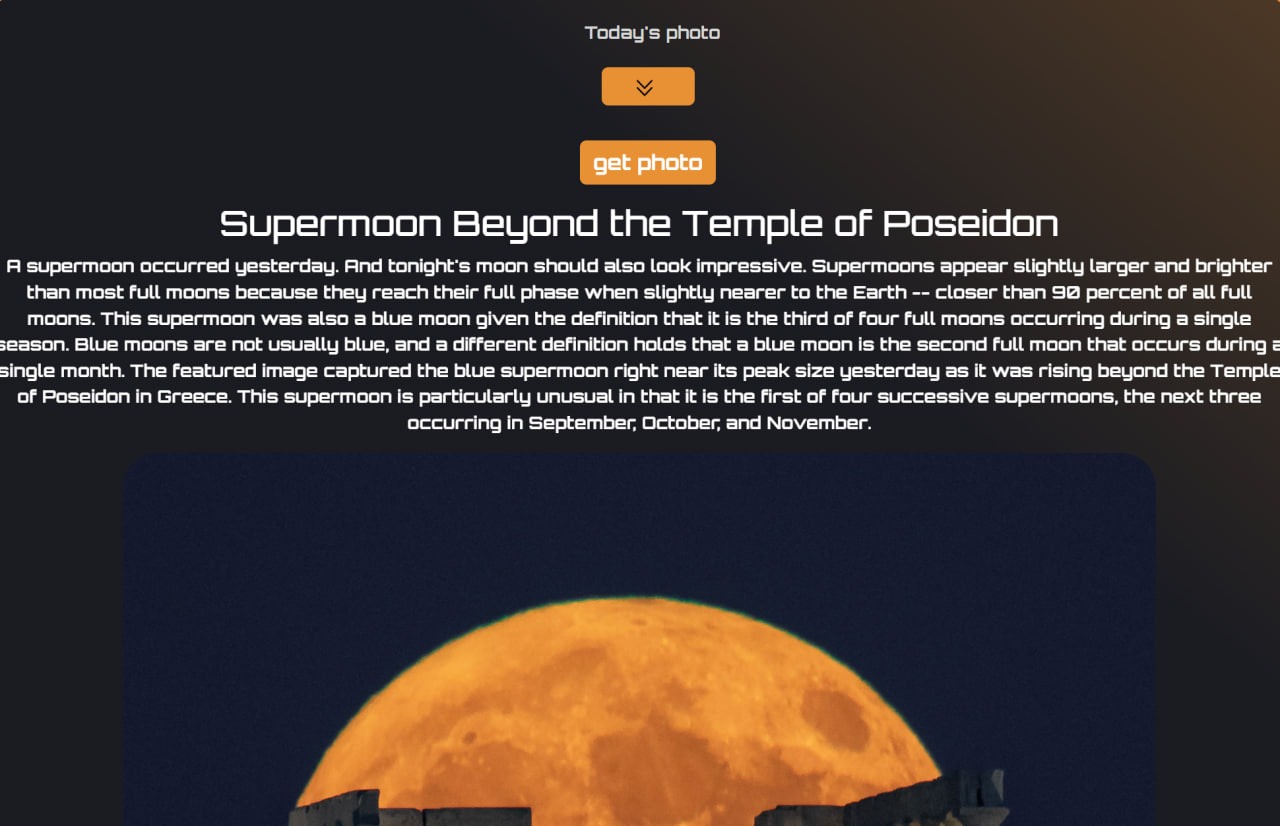 Today's photo
get photo
Supermoon Beyond the Temple of Poseidon
A supermoon occurred yesterday. And tonight's moon should also look impressive. Supermoons appear slightly larger and brighter
than most full moons because they reach their full phase when slightly nearer to the Earth -- closer than 90 percent of all full
moons. This supermoon was also a blue moon given the definition that it is the third of four full moons occurring during a single
season. Blue moons are not usually blue, and a different definition holds that a blue moon is the second full moon that occurs during a
single month. The featured image captured the blue supermoon right near its peak size yesterday as it was rising beyond the Temple
of Poseidon in Greece. This supermoon is particularly unusual in that it is the first of four successive supermoons, the next three
occurring in September, October, and November.